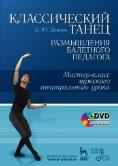 КЛАССИЧЕСКИЙ
ТАНЕЦ
РАЗМЫШЛЕНИЯ
БАЛЕТНОГО
ПЕДАГОГА
Мастер-класс
мужского
театрального урока
+DVD